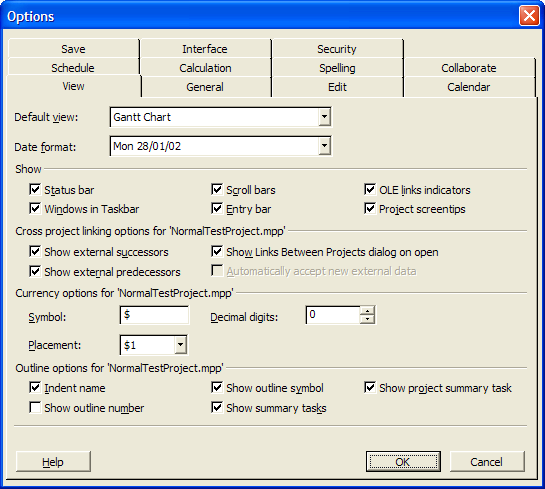 Options
Save Interface Security
Schedule Calculation Spelling Collaborate
View General Edit Calendar
Default view: Gantt Chart
Date format: Mon 28/01/02
Show
Status bar Scroll bars OLE links indicators
Windows in Taskbar Entry bar Project screentips
Cross project linking options for 'NormalTestProject.mpp'
Show external successors Show Links Between Projects dialog on open
Show external predecessors Automatically accept new external data
Currency options for 'NormalTestProject.mpp'
Symbol: $ Decimal digits: 0
Placement: $1
Outline options for 'NormalTestProject.mpp'
Indent name Show outline symbol Show project summary task
Show outline number Show summary tasks
Help OK Cancel